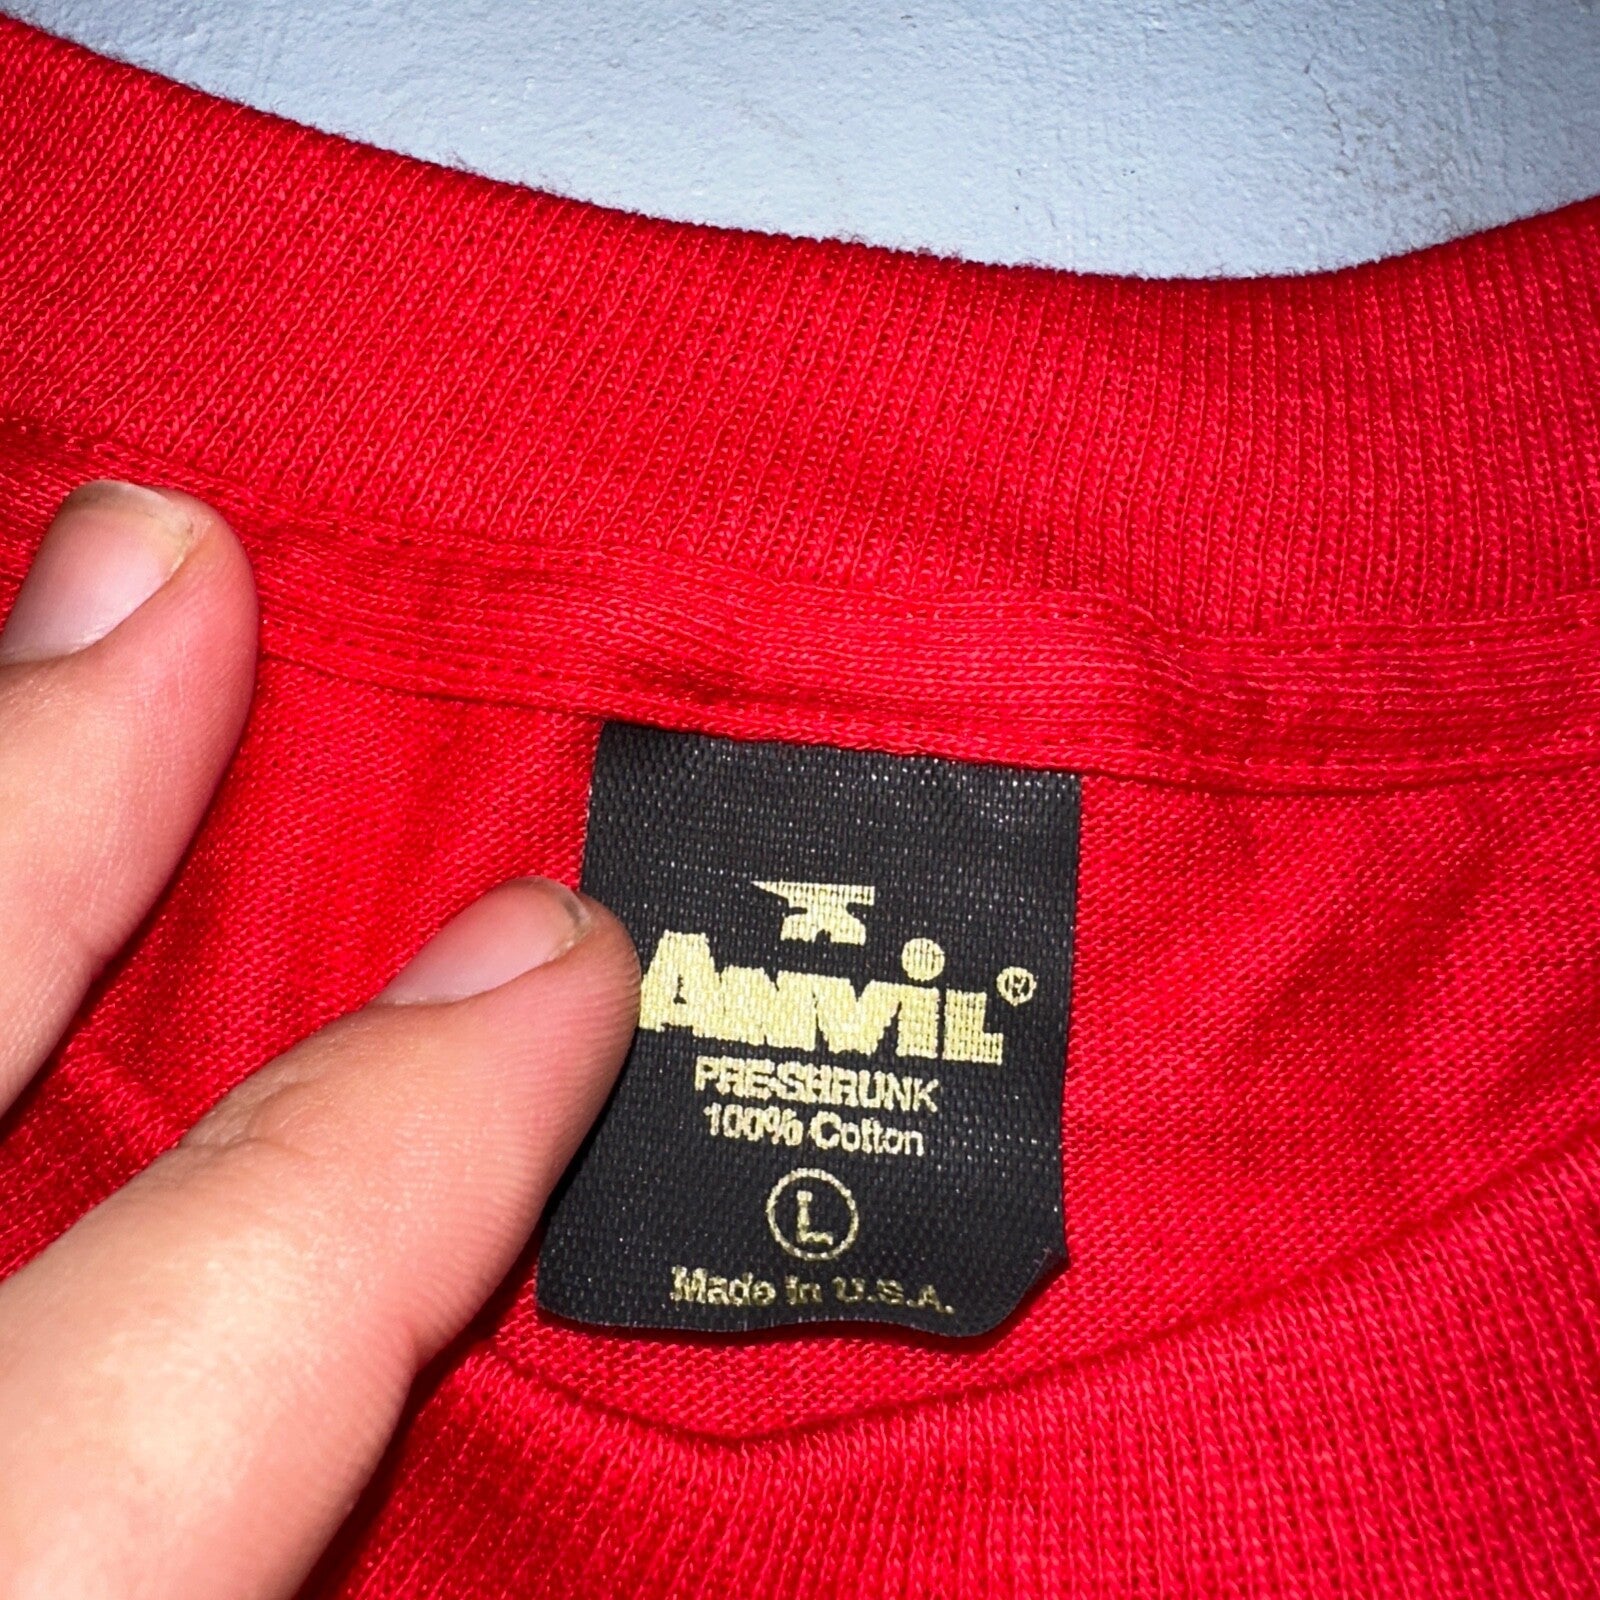 Anvil®
PRE-SHRUNK
100% Cotton
L
Made in U.S.A.